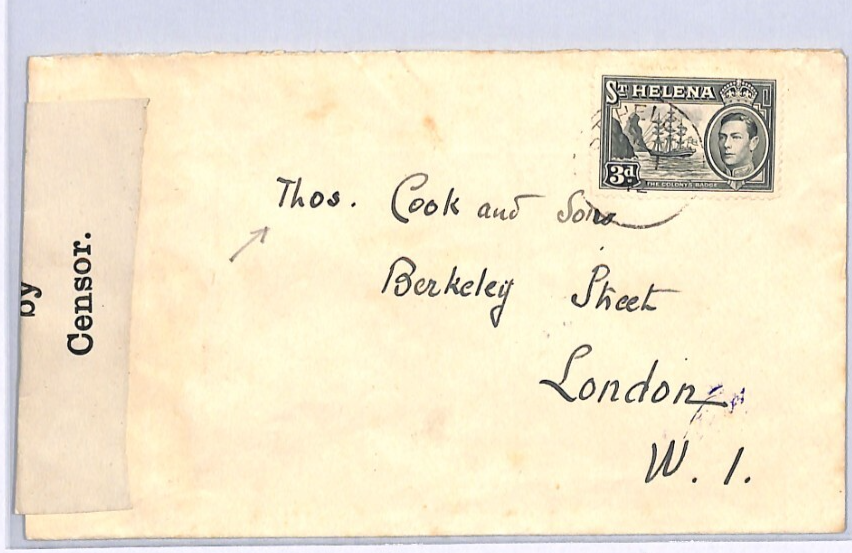 ST HELENA
3d
THE COLONY'S BADGE
Thos. Cook and Sons
Berkeley Street
London
W. 1.
by
Censor.